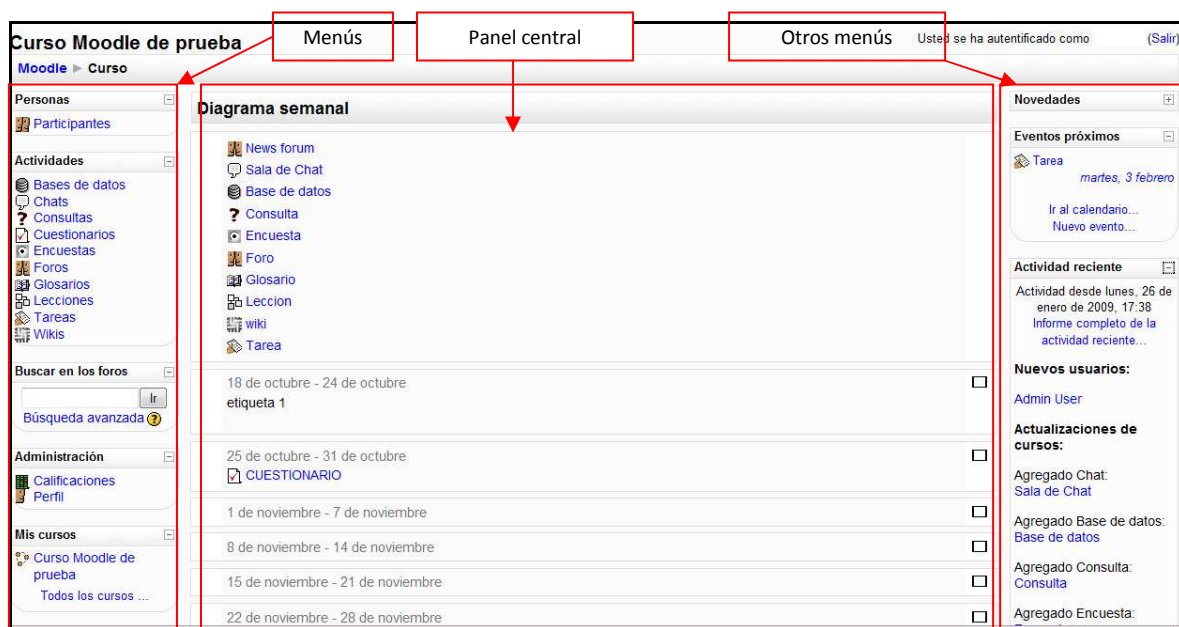 Curso Moodle de prueba
Menús
Panel central
Otros menús
Usted se ha autentificado como (Salir)
Moodle ► Curso
Personas
Participantes
Actividades
Bases de datos
Chats
Consultas
Cuestionarios
Encuestas
Foros
Glosarios
Lecciones
Tareas
Wikis
Buscar en los foros
Ir
Búsqueda avanzada ?
Administración
Calificaciones
Perfil
Mis cursos
Curso Moodle de
prueba
Todos los cursos ...
Diagrama semanal
News forum
Sala de Chat
Base de datos
Consulta
Encuesta
Foro
Glosario
Leccion
wiki
Tarea
18 de octubre - 24 de octubre
etiqueta 1
25 de octubre - 31 de octubre
CUESTIONARIO
1 de noviembre - 7 de noviembre
8 de noviembre - 14 de noviembre
15 de noviembre - 21 de noviembre
22 de noviembre - 28 de noviembre
Novedades
Eventos próximos
Tarea
martes, 3 febrero
Ir al calendario...
Nuevo evento...
Actividad reciente
Actividad desde lunes, 26 de
enero de 2009, 17:38
Informe completo de la
actividad reciente...
Nuevos usuarios:
Admin User
Actualizaciones de
cursos:
Agregado Chat:
Sala de Chat
Agregado Base de datos:
Base de datos
Agregado Consulta:
Consulta
Agregado Encuesta: